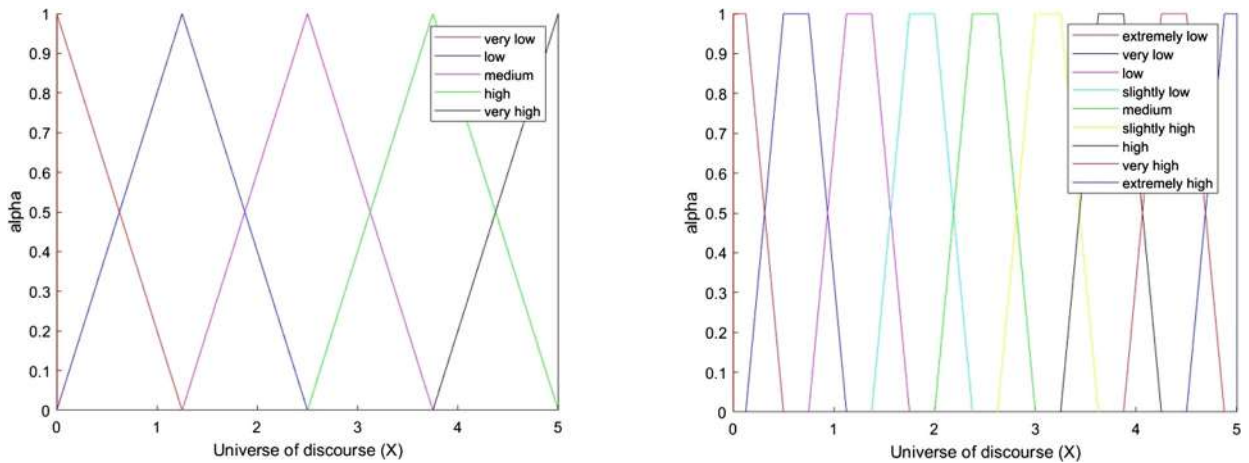 1
0.9
0.8
0.7
0.6
0.5
0.4
0.3
0.2
0.1
0
alpha
0 1 2 3 4 5
Universe of discourse (X)
very low
low
medium
high
very high
1
0.9
0.8
0.7
0.6
0.5
0.4
0.3
0.2
0.1
0
alpha
0 1 2 3 4 5
Universe of discourse (X)
extremely low
very low
low
slightly low
medium
slightly high
high
very high
extremely high